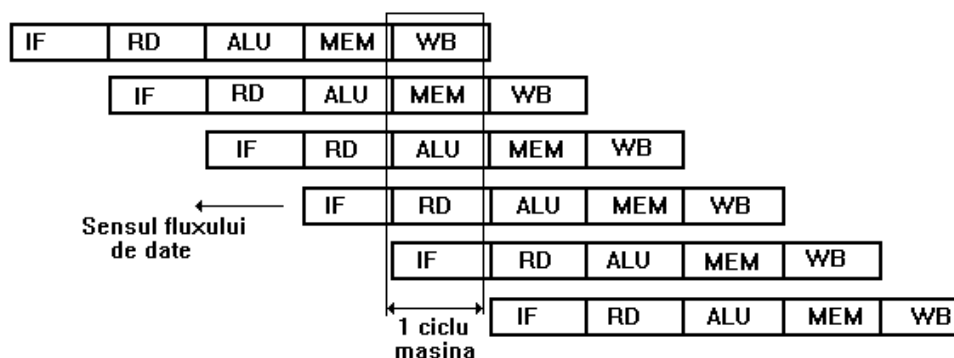 IF RD ALU MEM WB
IF RD ALU MEM WB
IF RD ALU MEM WB
IF RD ALU MEM WB
Sensul fluxului
de date
IF RD ALU MEM WB
IF RD ALU MEM WB
1 ciclu
masina